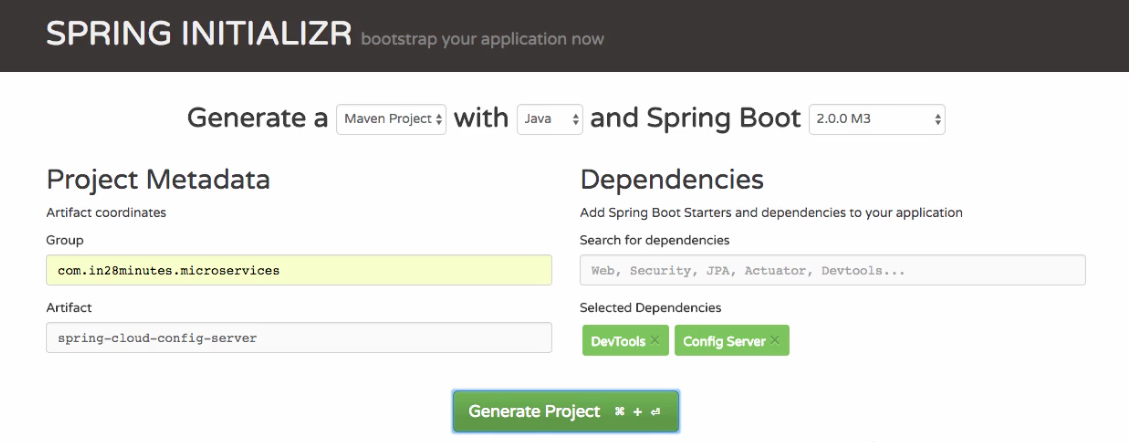 SPRING INITIALIZR bootstrap your application now
Generate a Maven Project with Java and Spring Boot 2.0.0 M3
Project Metadata
Artifact coordinates
Group
com.in28minutes.microservices
Artifact
spring-cloud-config-server
Dependencies
Add Spring Boot Starters and dependencies to your application
Search for dependencies
Web, Security, JPA, Actuator, Devtools...
Selected Dependencies
DevTools × Config Server ×
Generate Project ⌘ + ⏎